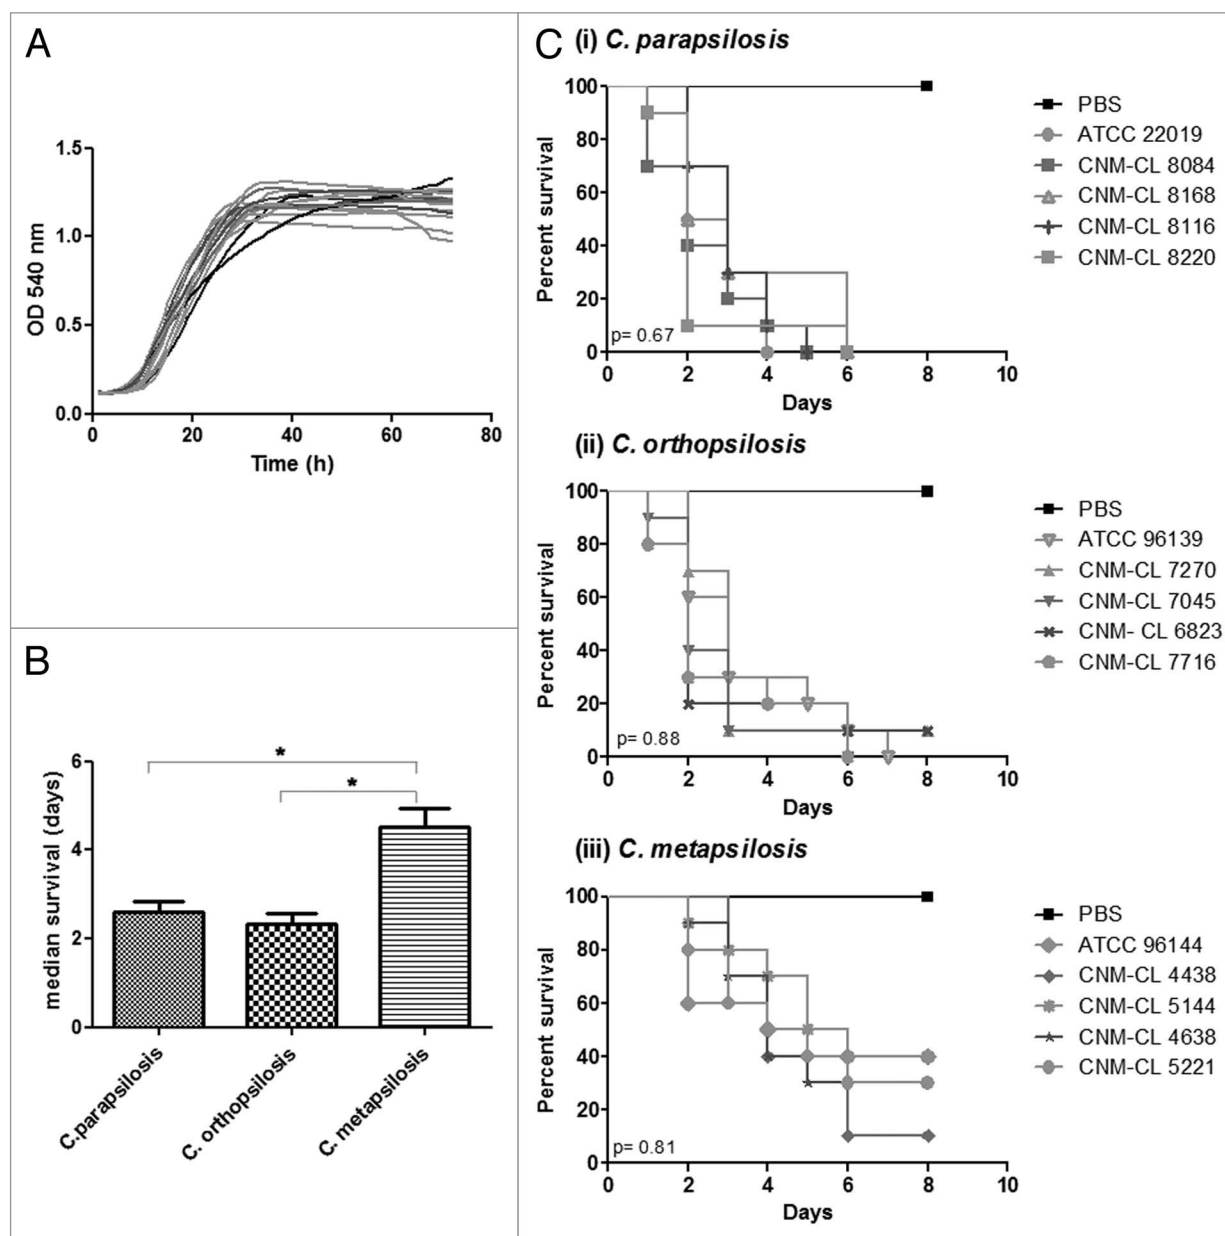 A
1.5
1.0
0.5
0.0
OD 540 nm
0 20 40 60 80
Time (h)
B
6
4
2
0
median survival (days)
*
*
C.parapsilosis
C. orthopsilosis
C. metapsilosis
C
(i) C. parapsilosis
100
80
60
40
20
0
Percent survival
p= 0.67
0 2 4 6 8 10
Days
PBS
ATCC 22019
CNM-CL 8084
CNM-CL 8168
CNM-CL 8116
CNM-CL 8220
(ii) C. orthopsilosis
100
80
60
40
20
0
Percent survival
p= 0.88
0 2 4 6 8 10
Days
PBS
ATCC 96139
CNM-CL 7270
CNM-CL 7045
CNM- CL 6823
CNM-CL 7716
(iii) C. metapsilosis
100
80
60
40
20
0
Percent survival
p= 0.81
0 2 4 6 8 10
Days
PBS
ATCC 96144
CNM-CL 4438
CNM-CL 5144
CNM-CL 4638
CNM-CL 5221